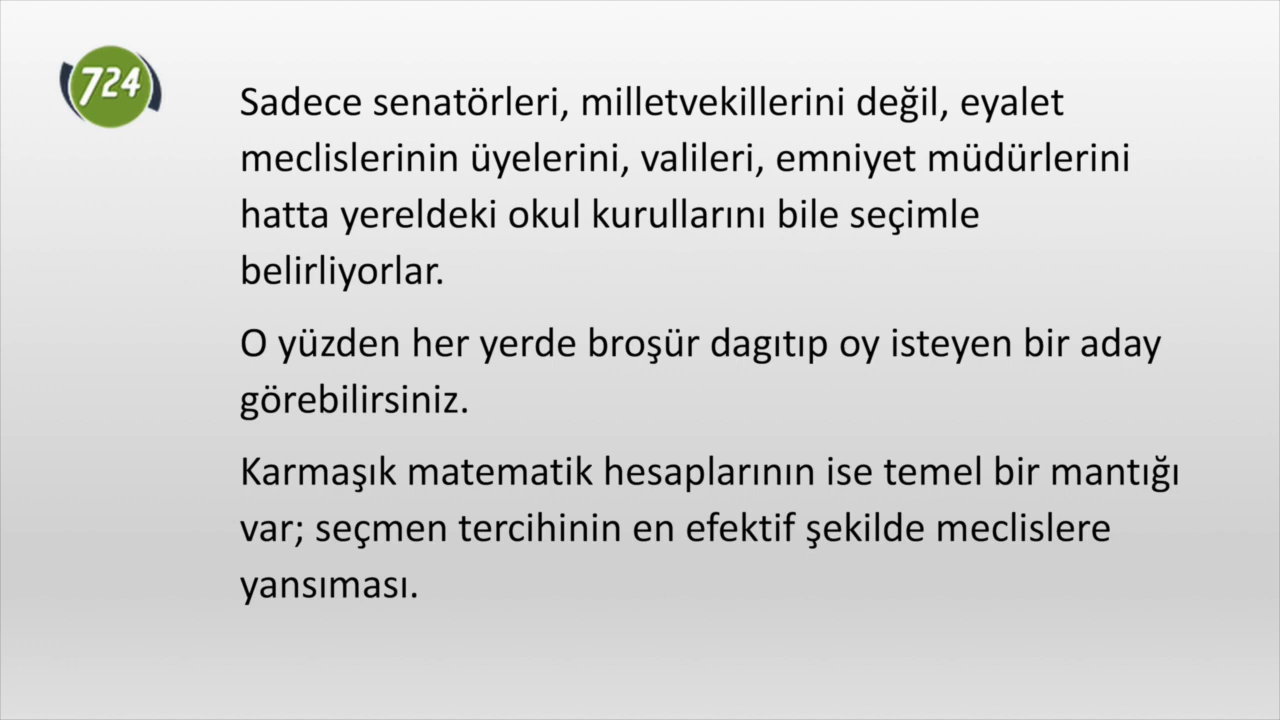 724
Sadece senatörleri, milletvekillerini değil, eyalet
meclislerinin üyelerini, valileri, emniyet müdürlerini
hatta yereldeki okul kurullarını bile seçimle
belirliyorlar.
O yüzden her yerde broşür dagıtıp oy isteyen bir aday
görebilirsiniz.
Karmaşık matematik hesaplarının ise temel bir mantığı
var; seçmen tercihinin en efektif şekilde meclislere
yansıması.